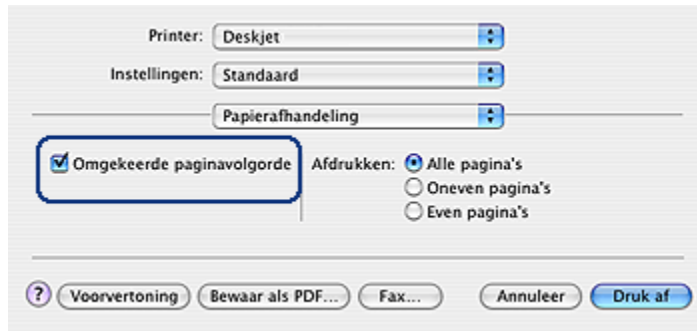 Printer: Deskjet
Instellingen: Standaard
Papierafhandeling
Omgekeerde paginavolgorde Afdrukken: Alle pagina's
Oneven pagina's
Even pagina's
? Voorvertoning Bewaar als PDF... Fax... Annuleer Druk af